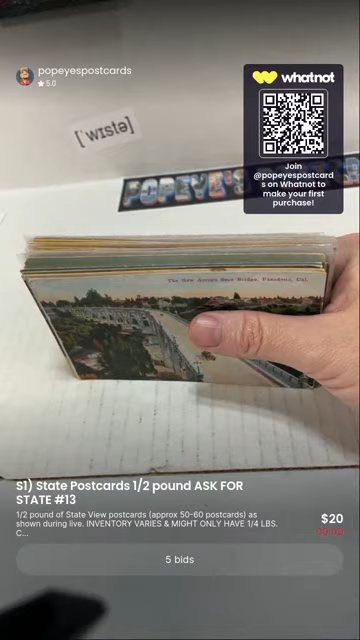 popeyespostcards
★ 5.0
whatnot
Join
@popeyespostcard
s on Whatnot to
make your first
purchase!
['wɪstə]
POPEYE'S
The New Arroyo Seco Bridge, Pasadena, Cal.
S1) State Postcards 1/2 pound ASK FOR
STATE #13
1/2 pound of State View postcards (approx 50-60 postcards) as
shown during live. INVENTORY VARIES & MIGHT ONLY HAVE 1/4 LBS.
C...
$20
5 bids